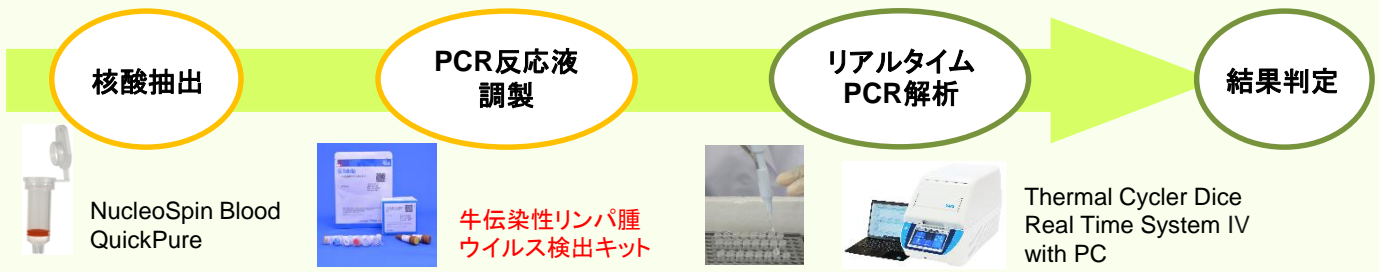 核酸抽出
PCR反応液
調製
リアルタイム
PCR解析
結果判定
NucleoSpin Blood
QuickPure
牛伝染性リンパ腫
ウイルス検出キット
Thermal Cycler Dice
Real Time System Ⅳ
with PC